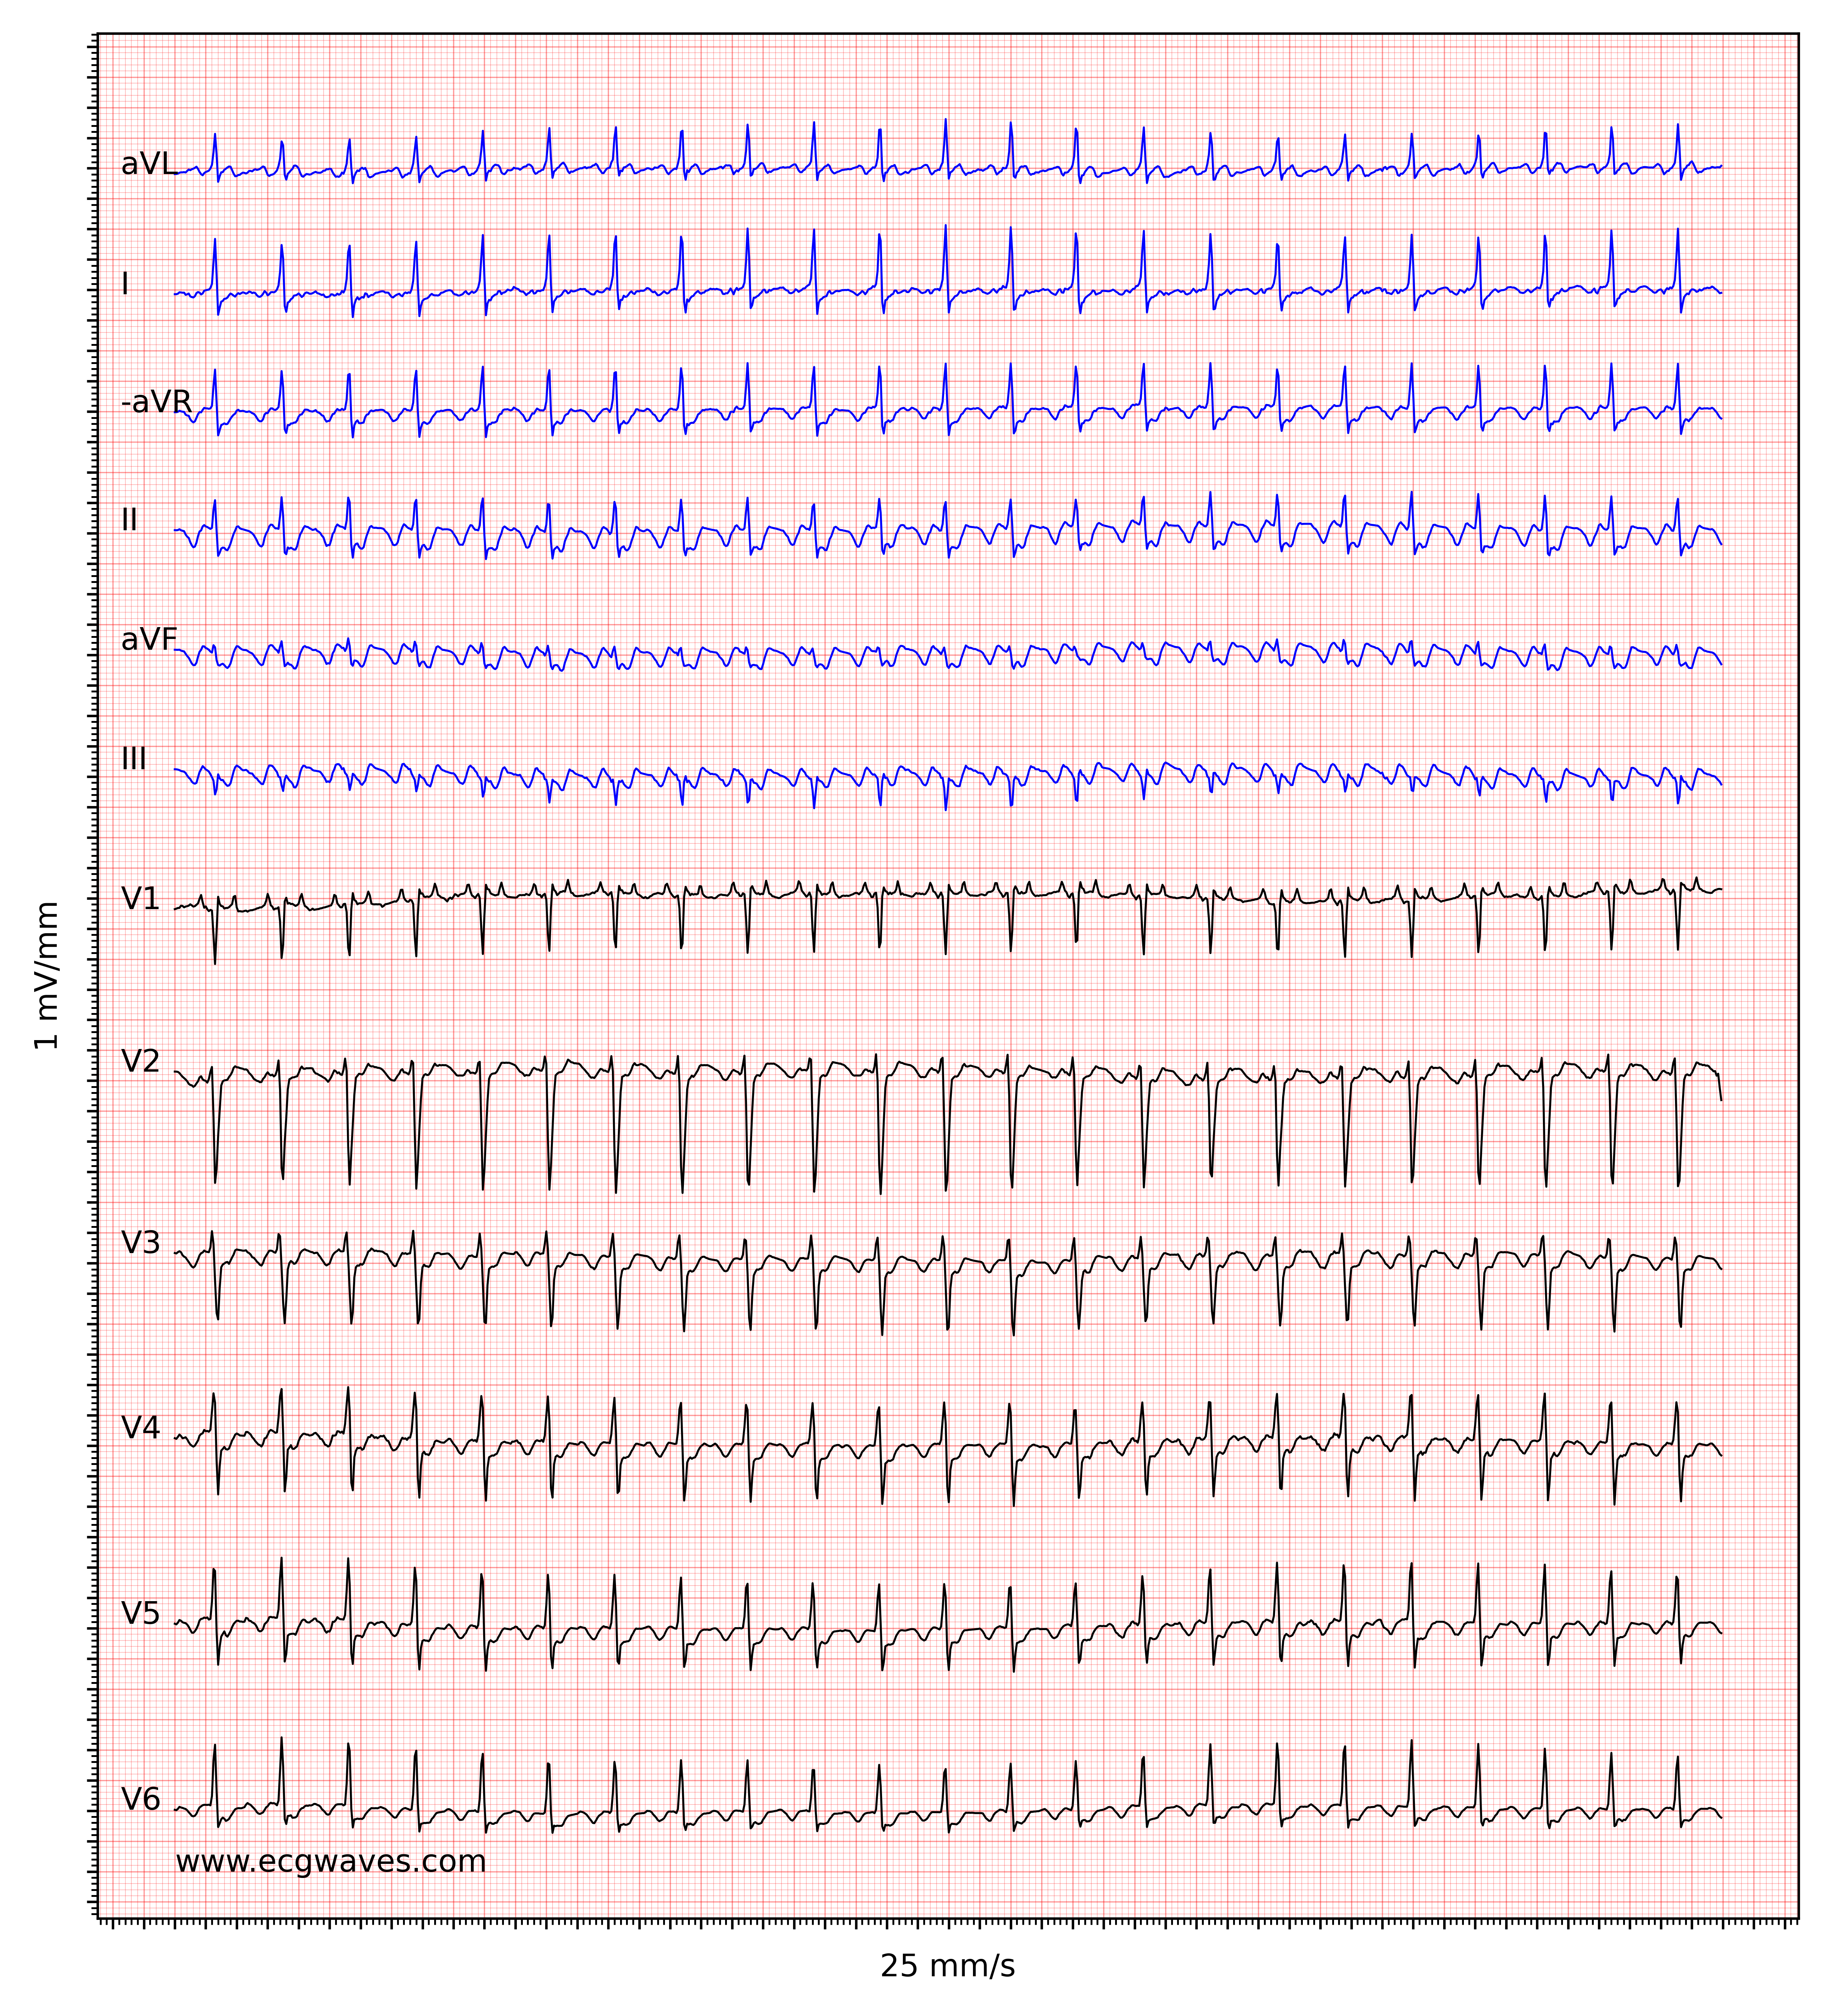 aVL
I
-aVR
II
aVF
III
V1
1 mV/mm
V2
V3
V4
V5
V6
www.ecgwaves.com
25 mm/s